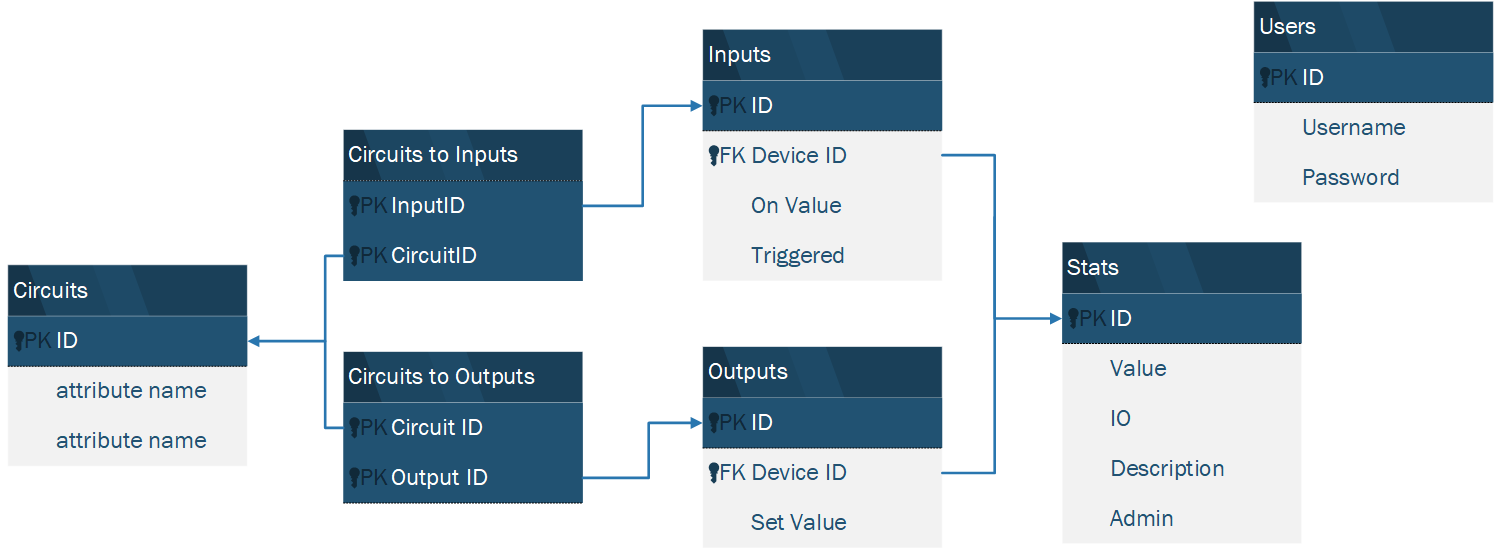 Circuits
PK ID
attribute name
attribute name
Circuits to Inputs
PK InputID
PK CircuitID
Circuits to Outputs
PK Circuit ID
PK Output ID
Inputs
PK ID
FK Device ID
On Value
Triggered
Outputs
PK ID
FK Device ID
Set Value
Stats
PK ID
Value
IO
Description
Admin
Users
PK ID
Username
Password